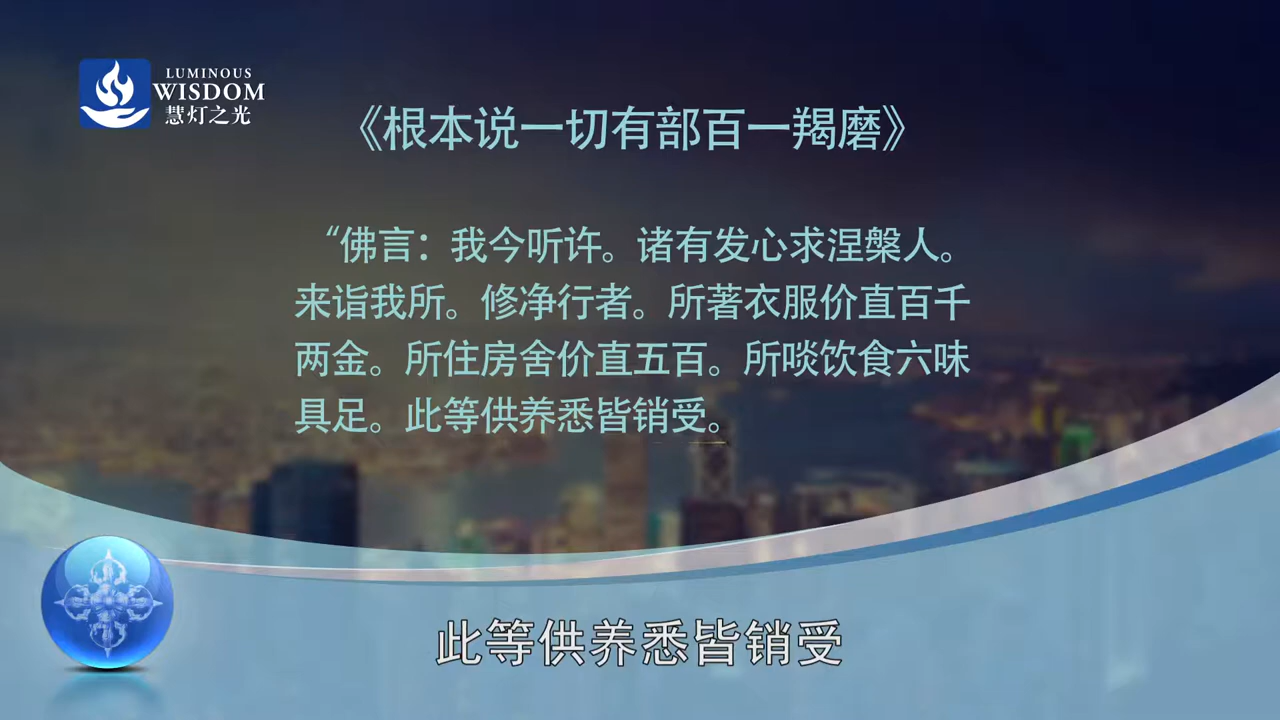 LUMINOUS
WISDOM
慧灯之光
《根本说一切有部百一羯磨》
“佛言：我今听许。诸有发心求涅槃人。
来诣我所。修净行者。所著衣服价直百千
两金。所住房舍价直五百。所啖饮食六味
具足。此等供养悉皆销受。
此等供养悉皆销受